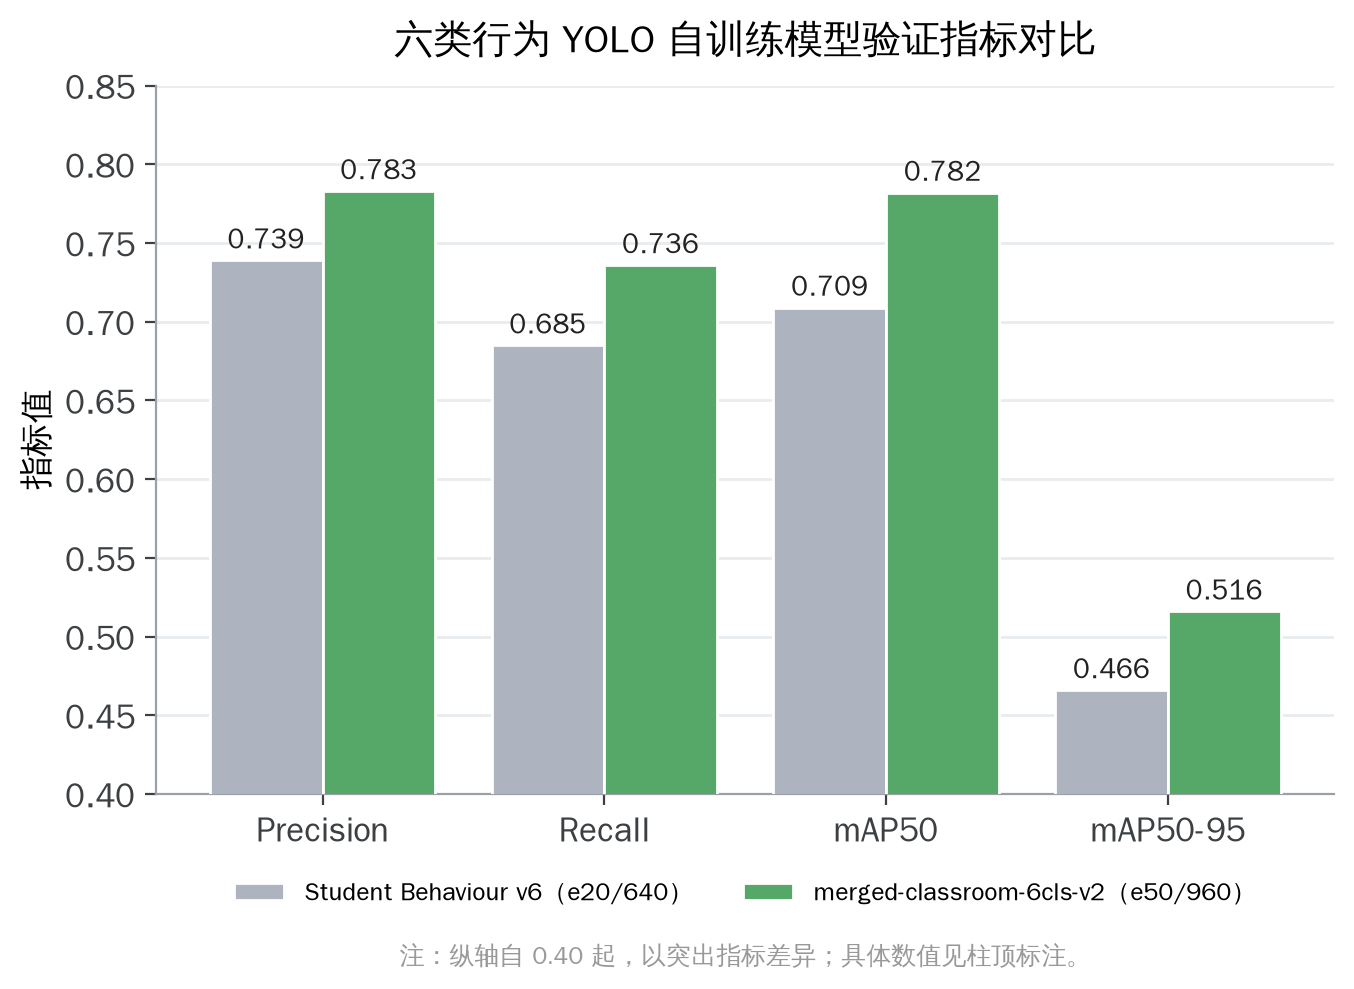 六类行为 YOLO 自训练模型验证指标对比
指标值
0.85
0.80
0.75
0.70
0.65
0.60
0.55
0.50
0.45
0.40
0.739
0.783
0.685
0.736
0.709
0.782
0.466
0.516
Precision
Recall
mAP50
mAP50-95
Student Behaviour v6（e20/640）
merged-classroom-6cls-v2（e50/960）
注：纵轴自 0.40 起，以突出指标差异；具体数值见柱顶标注。